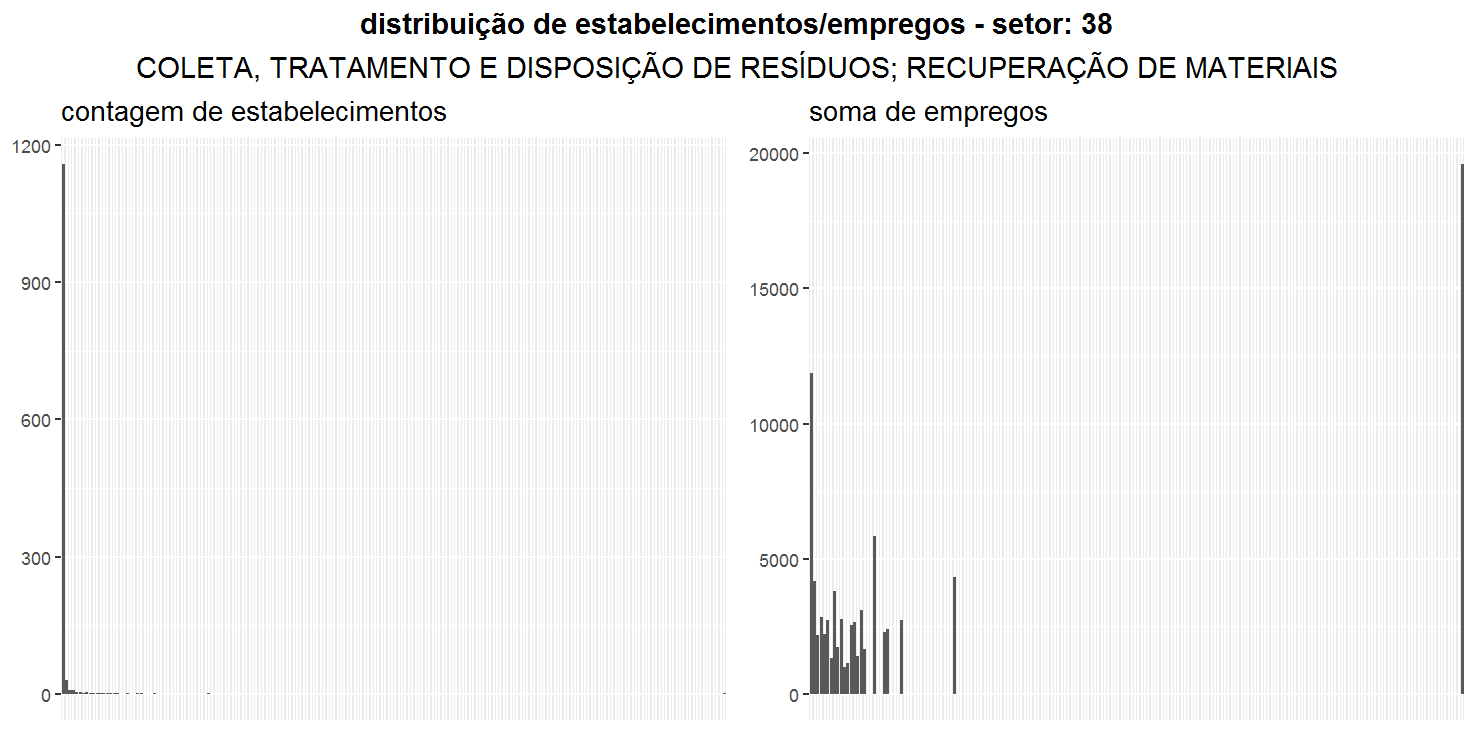 distribuição de estabelecimentos/empregos - setor: 38
COLETA, TRATAMENTO E DISPOSIÇÃO DE RESÍDUOS; RECUPERAÇÃO DE MATERIAIS
contagem de estabelecimentos
1200
900
600
300
0
soma de empregos
20000
15000
10000
5000
0